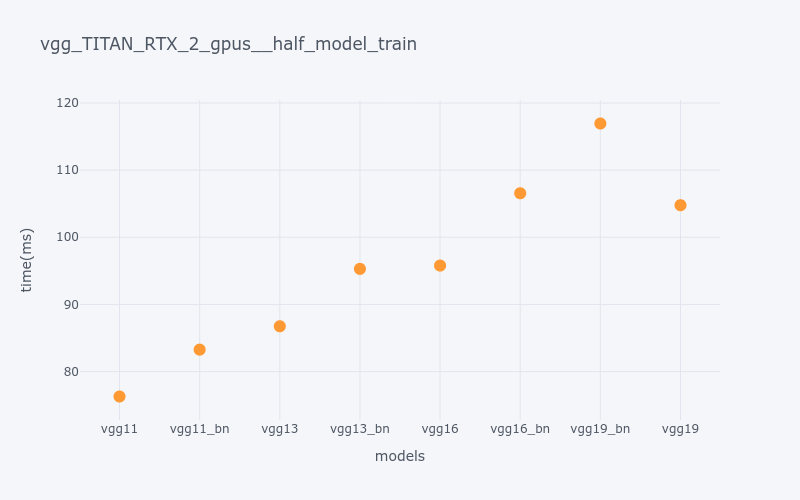 vgg_TITAN_RTX_2_gpus__half_model_train
120
110
100
90
80
time(ms)
vgg11
vgg11_bn
vgg13
vgg13_bn
vgg16
vgg16_bn
vgg19_bn
vgg19
models